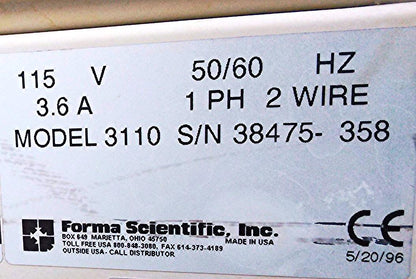 115 V 50/60 HZ
3.6 A 1 PH 2 WIRE
MODEL 3110 S/N 38475- 358
Forma Scientific, Inc.
BOX 649 MARIETTA, OHIO 45750 MADE IN USA
TOLL FREE USA 800-848-3080, FAX 614-373-4189
OUTSIDE USA - CALL DISTRIBUTOR
CE
5/20/96